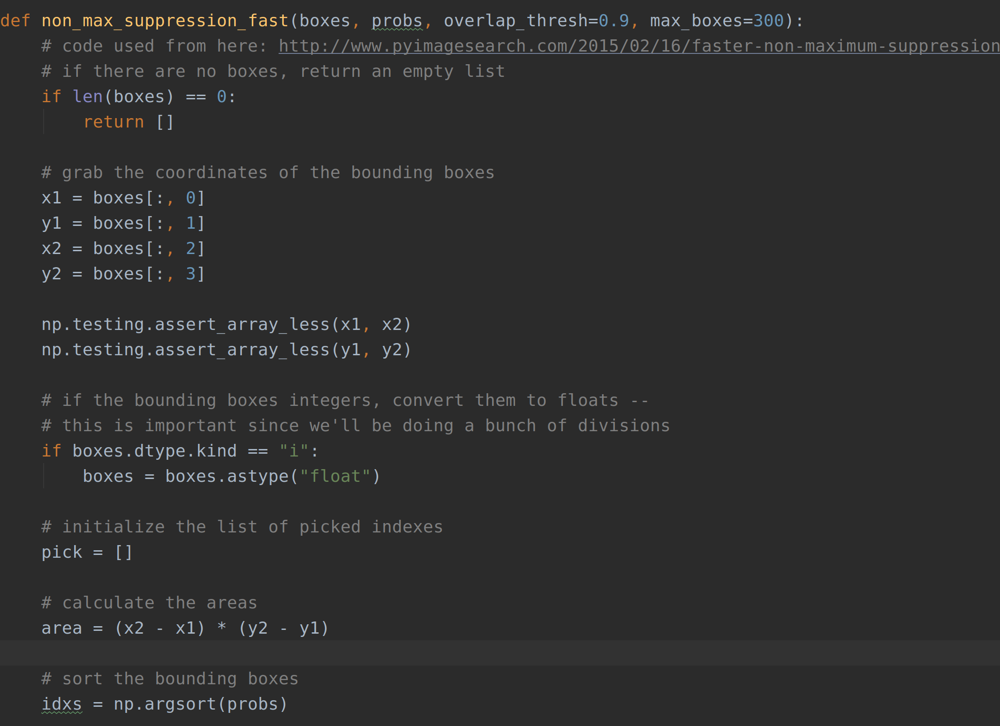 def non_max_suppression_fast(boxes, probs, overlap_thresh=0.9, max_boxes=300):
    # code used from here: http://www.pyimagesearch.com/2015/02/16/faster-non-maximum-suppression
    # if there are no boxes, return an empty list
    if len(boxes) == 0:
        return []

    # grab the coordinates of the bounding boxes
    x1 = boxes[:, 0]
    y1 = boxes[:, 1]
    x2 = boxes[:, 2]
    y2 = boxes[:, 3]

    np.testing.assert_array_less(x1, x2)
    np.testing.assert_array_less(y1, y2)

    # if the bounding boxes integers, convert them to floats --
    # this is important since we'll be doing a bunch of divisions
    if boxes.dtype.kind == "i":
        boxes = boxes.astype("float")

    # initialize the list of picked indexes
    pick = []

    # calculate the areas
    area = (x2 - x1) * (y2 - y1)

    # sort the bounding boxes
    idxs = np.argsort(probs)